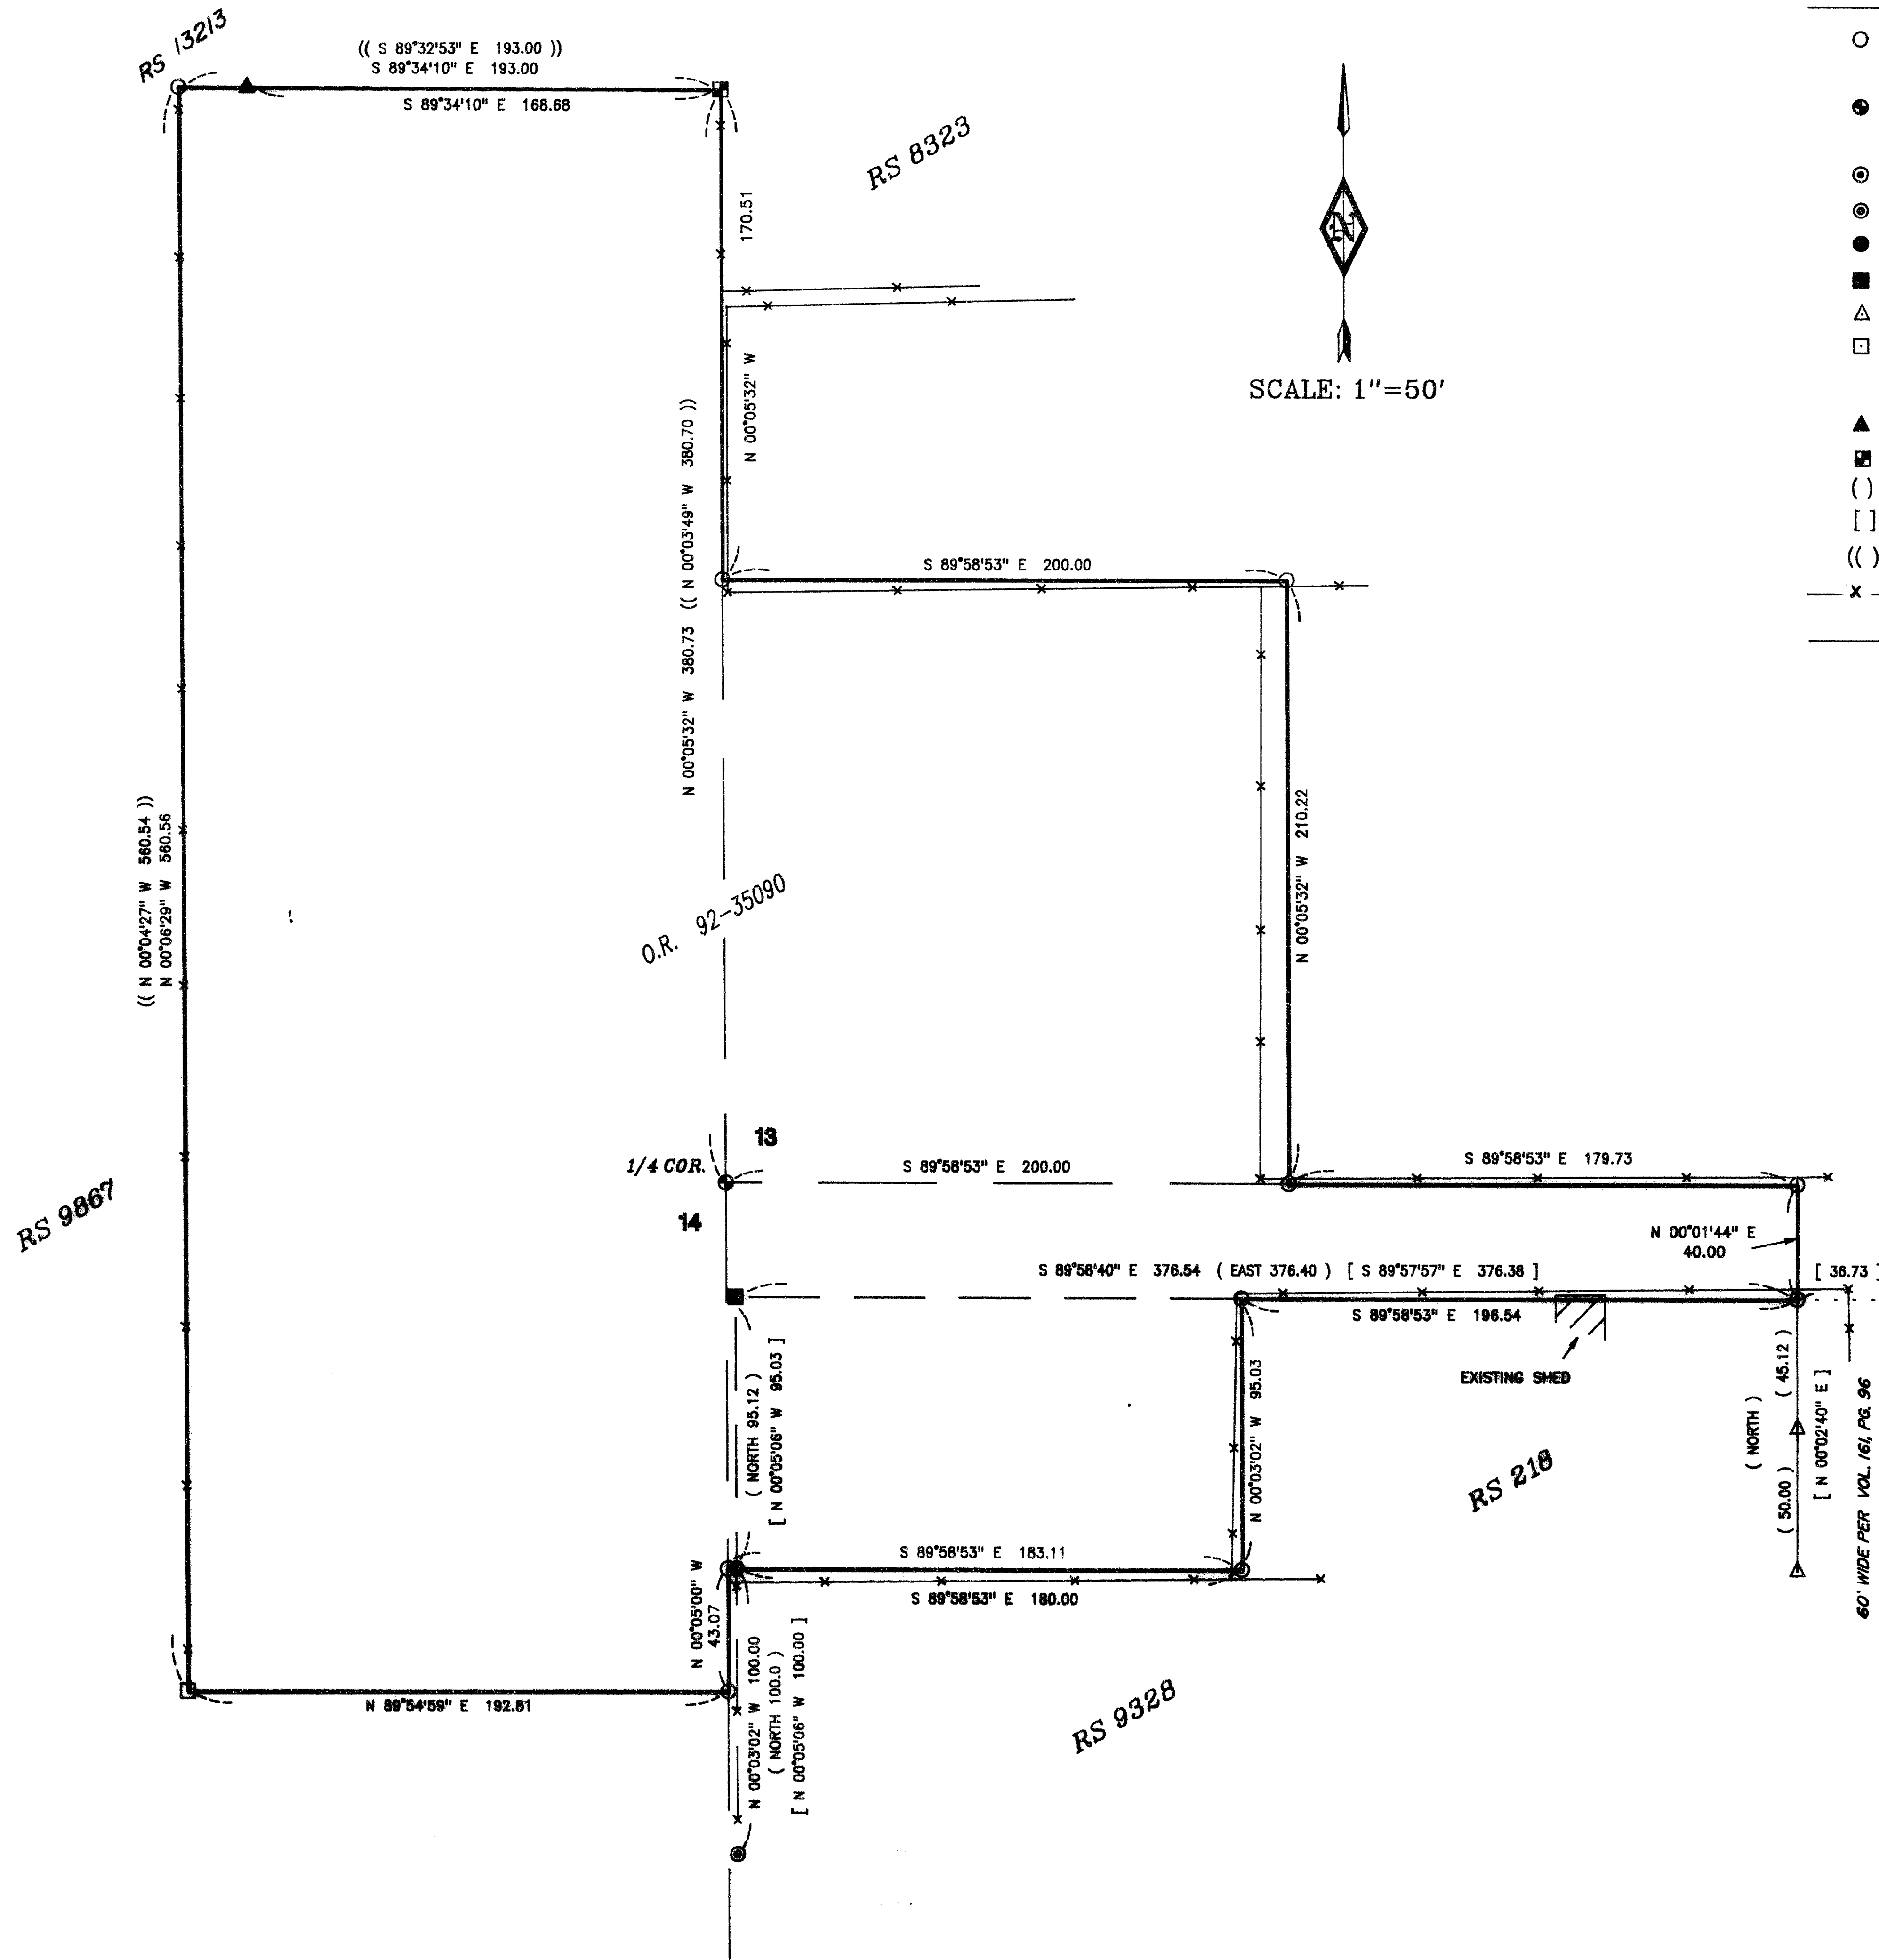 RS 13213
(( S 89°32'53" E 193.00 ))
S 89°34'10" E 193.00
S 89°34'10" E 168.68
RS 8323
170.51
N 00°05'32" W
SCALE: 1"=50'
N 00°05'32" W 380.73 (( N 00°03'49" W 380.70 ))
( )
[ ]
(( )
S 89°58'53" E 200.00
(( N 00°04'27" W 560.54 ))
N 00°06'29" W 560.56
N 00°05'32" W 210.22
O.R. 92-35090
13
1/4 COR.
S 89°58'53" E 200.00
S 89°58'53" E 179.73
14
RS 9867
N 00°01'44" E
40.00
S 89°58'40" E 376.54 ( EAST 376.40 ) [ S 89°57'57" E 376.38 ]
[ 36.73 ]
S 89°58'53" E 196.54
EXISTING SHED
( NORTH 95.12 )
[ N 00°05'06" W 95.03 ]
N 00°03'02" W 95.03
RS 218
( NORTH )
( 50.00 ) ( 45.12 )
[ N 00°02'40" E ]
60' WIDE PER VOL. 161, PG. 96
S 89°58'53" E 183.11
S 89°58'53" E 180.00
N 00°05'00" W
43.07
N 89°54'59" E 192.81
N 00°03'02" W 100.00
( NORTH 100.0 )
[ N 00°05'06" W 100.00 ]
RS 9328